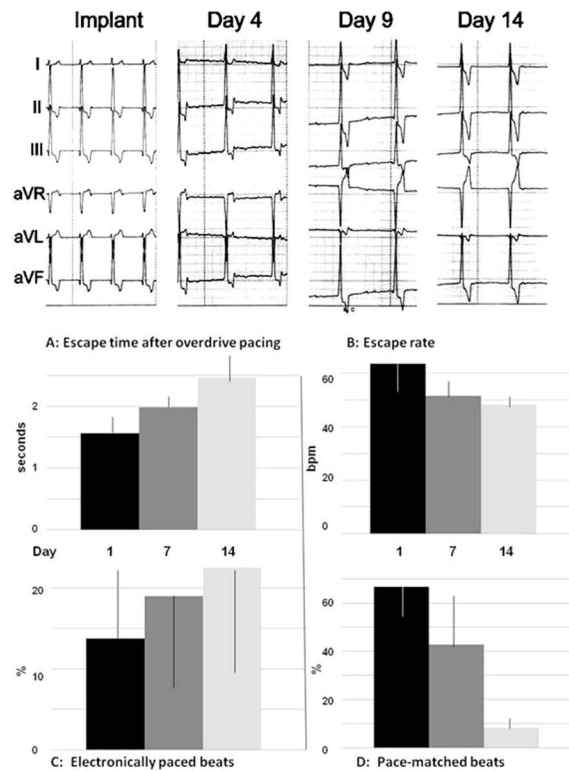 Implant Day 4 Day 9 Day 14
I
II
III
aVR
aVL
aVF
A: Escape time after overdrive pacing
B: Escape rate
2
1
0
seconds
60
40
20
0
bpm
Day 1 7 14
1 7 14
20
10
0
%
60
40
20
0
%
C: Electronically paced beats
D: Pace-matched beats